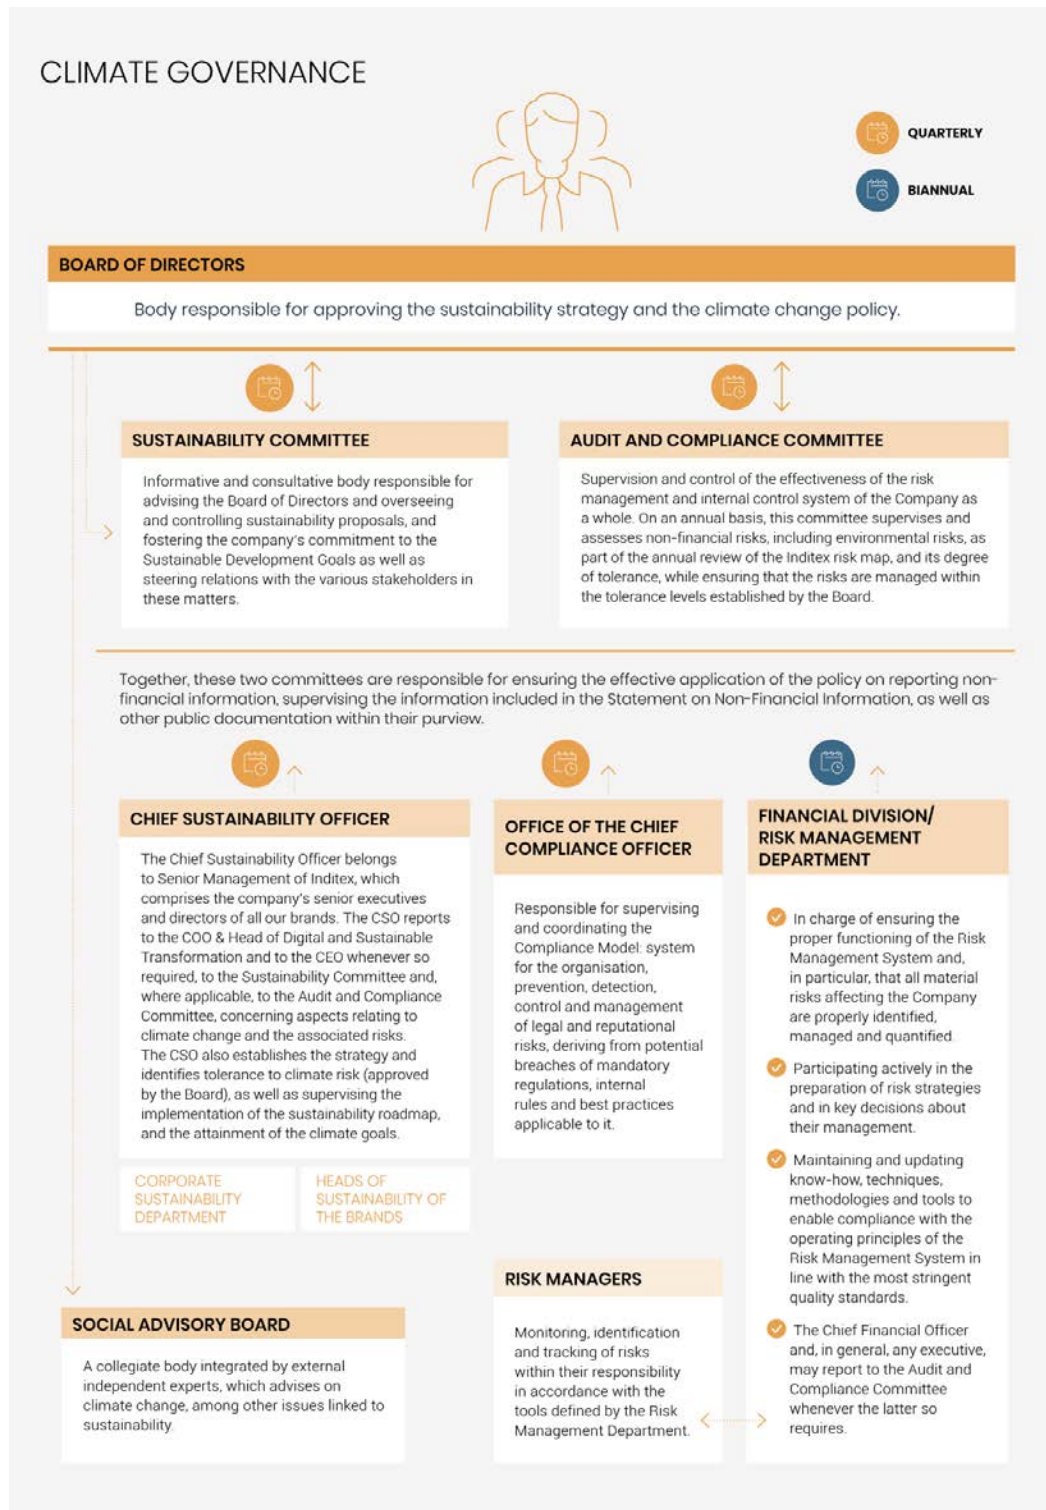 CLIMATE GOVERNANCE
QUARTERLY
BIANNUAL
BOARD OF DIRECTORS
Body responsible for approving the sustainability strategy and the climate change policy.
SUSTAINABILITY COMMITTEE
Informative and consultative body responsible for
advising the Board of Directors and overseeing
and controlling sustainability proposals, and
fostering the company's commitment to the
Sustainable Development Goals as well as
steering relations with the various stakeholders in
these matters.
AUDIT AND COMPLIANCE COMMITTEE
Supervision and control of the effectiveness of the risk
management and internal control system of the Company as
a whole. On an annual basis, this committee supervises and
assesses non-financial risks, including environmental risks, as
part of the annual review of the Inditex risk map, and its degree
of tolerance, while ensuring that the risks are managed within
the tolerance levels established by the Board.
Together, these two committees are responsible for ensuring the effective application of the policy on reporting non-
financial information, supervising the information included in the Statement on Non-Financial Information, as well as
other public documentation within their purview.
CHIEF SUSTAINABILITY OFFICER
The Chief Sustainability Officer belongs
to Senior Management of Inditex, which
comprises the company's senior executives
and directors of all our brands. The CSO reports
to the COO & Head of Digital and Sustainable
Transformation and to the CEO whenever so
required, to the Sustainability Committee and,
where applicable, to the Audit and Compliance
Committee, concerning aspects relating to
climate change and the associated risks.
The CSO also establishes the strategy and
identifies tolerance to climate risk (approved
by the Board), as well as supervising the
implementation of the sustainability roadmap,
and the attainment of the climate goals.
CORPORATE
SUSTAINABILITY
DEPARTMENT
HEADS OF
SUSTAINABILITY OF
THE BRANDS
OFFICE OF THE CHIEF
COMPLIANCE OFFICER
Responsible for supervising
and coordinating the
Compliance Model: system
for the organisation,
prevention, detection,
control and management
of legal and reputational
risks, deriving from potential
breaches of mandatory
regulations, internal
rules and best practices
applicable to it.
FINANCIAL DIVISION/
RISK MANAGEMENT
DEPARTMENT
In charge of ensuring the
proper functioning of the Risk
Management System and,
in particular, that all material
risks affecting the Company
are properly identified,
managed and quantified.
Participating actively in the
preparation of risk strategies
and in key decisions about
their management.
Maintaining and updating
know-how, techniques,
methodologies and tools to
enable compliance with the
operating principles of the
Risk Management System in
line with the most stringent
quality standards.
The Chief Financial Officer
and, in general, any executive,
may report to the Audit and
Compliance Committee
whenever the latter so
requires.
RISK MANAGERS
Monitoring, identification
and tracking of risks
within their responsibility
in accordance with the
tools defined by the Risk
Management Department.
SOCIAL ADVISORY BOARD
A collegiate body integrated by external
independent experts, which advises on
climate change, among other issues linked to
sustainability.